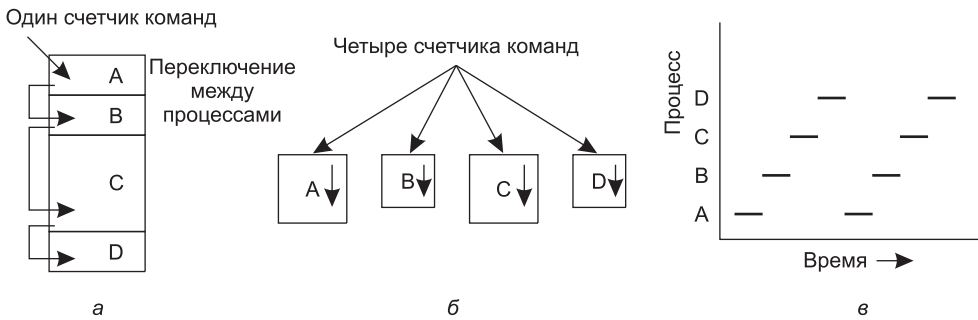 Один счетчик команд
A
B
C
D
Переключение
между
процессами
а
Четыре счетчика команд
A
B
C
D
б
Процесс
D
C
B
A
Время
в